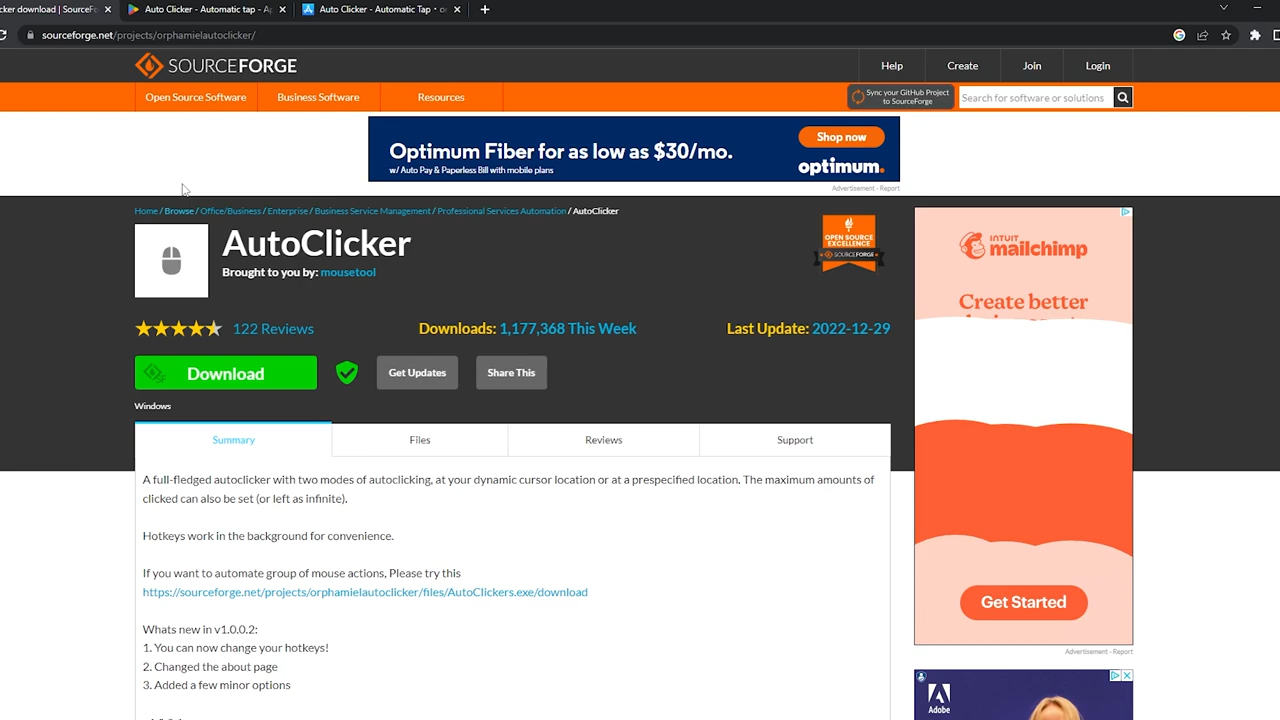 cker download | SourceF
Auto Clicker - Automatic tap - Ap
Auto Clicker - Automatic Tap • o
sourceforge.net/projects/orphamielautoclicker/
SOURCEFORGE
Help
Create
Join
Login
Open Source Software
Business Software
Resources
Sync your GitHub Project
to SourceForge
Search for software or solutions
Optimum Fiber for as low as $30/mo.
w/ Auto Pay & Paperless Bill with mobile plans
Shop now
optimum.
Advertisement - Report
Home / Browse / Office/Business / Enterprise / Business Service Management / Professional Services Automation / AutoClicker
AutoClicker
Brought to you by: mousetool
OPEN SOURCE
EXCELLENCE
SOURCEFORGE
INTUIT
mailchimp
Create better
122 Reviews
Downloads: 1,177,368 This Week
Last Update: 2022-12-29
SF
Download
Get Updates
Share This
Windows
Summary
Files
Reviews
Support
A full-fledged autoclicker with two modes of autoclicking, at your dynamic cursor location or at a prespecified location. The maximum amounts of
clicked can also be set (or left as infinite).
Hotkeys work in the background for convenience.
If you want to automate group of mouse actions, Please try this
https://sourceforge.net/projects/orphamielautoclicker/files/AutoClickers.exe/download
Whats new in v1.0.0.2:
1. You can now change your hotkeys!
2. Changed the about page
3. Added a few minor options
Get Started
Advertisement - Report
Adobe